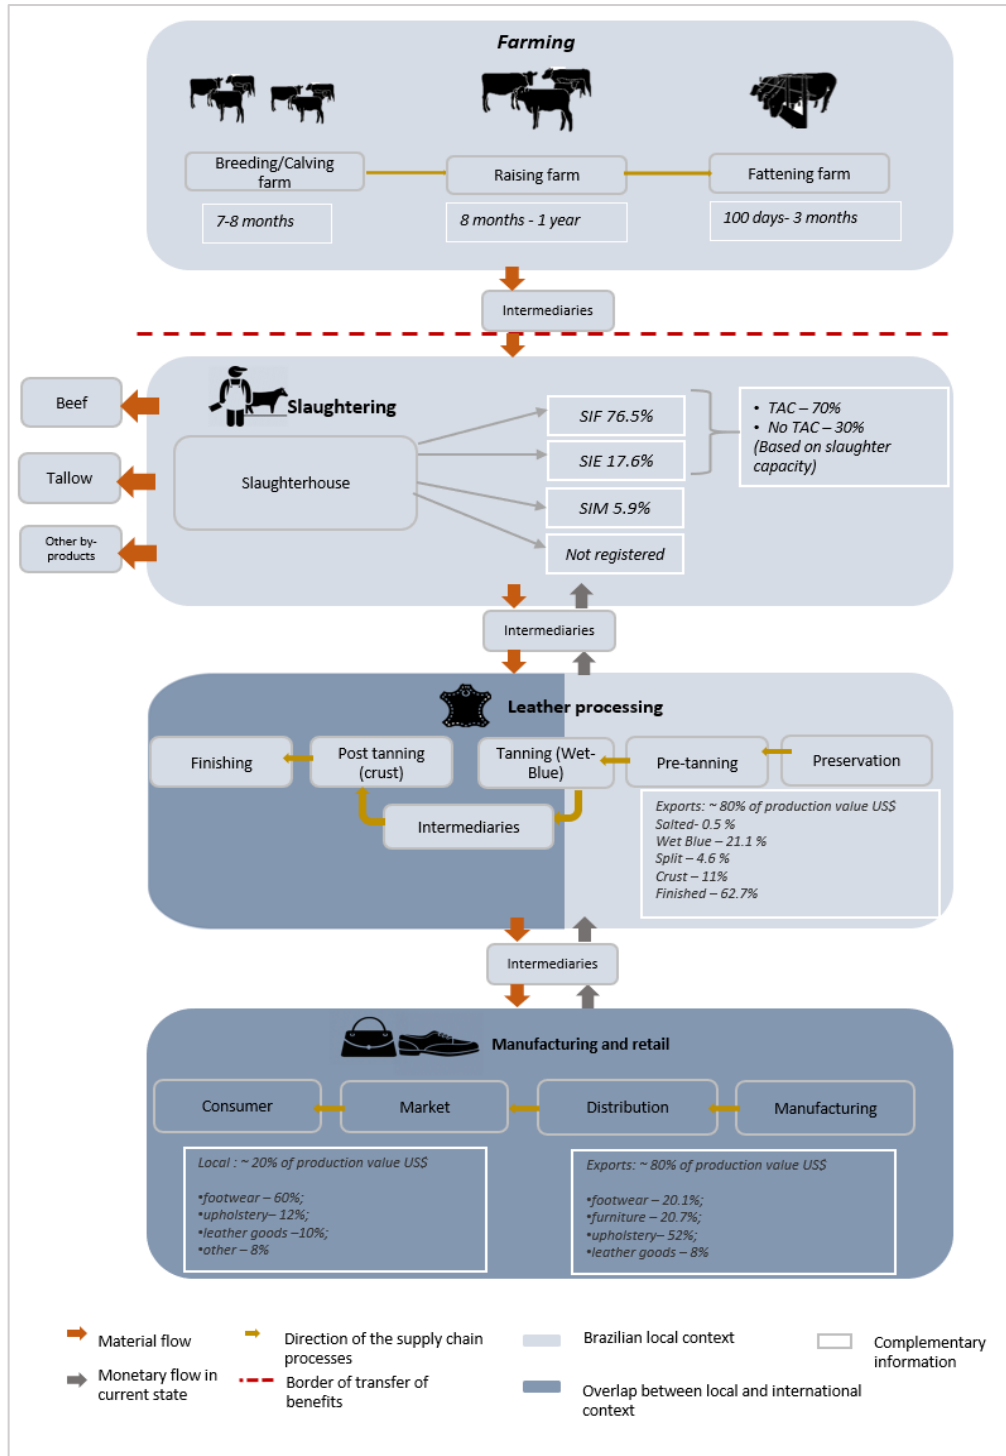 Farming
Breeding/Calving
farm
Raising farm
Fattening farm
7-8 months
8 months - 1 year
100 days- 3 months
Intermediaries
Beef
Tallow
Other by-
products
Slaughtering
Slaughterhouse
SIF 76.5%
SIE 17.6%
SIM 5.9%
Not registered
• TAC – 70%
• No TAC – 30%
(Based on slaughter
capacity)
Intermediaries
Leather processing
Finishing
Post tanning
(crust)
Tanning (Wet-
Blue)
Pre-tanning
Preservation
Intermediaries
Exports: ~ 80% of production value US$
Salted- 0.5 %
Wet Blue – 21.1 %
Split – 4.6 %
Crust – 11%
Finished – 62.7%
Intermediaries
Manufacturing and retail
Consumer
Market
Distribution
Manufacturing
Local : ~ 20% of production value US$
•footwear – 60%;
•upholstery– 12%;
•leather goods –10%;
•other – 8%
Exports: ~ 80% of production value US$
•footwear – 20.1%;
•furniture – 20.7%;
•upholstery – 52%;
•leather goods – 8%
Material flow
Monetary flow in
current state
Direction of the supply chain
processes
Border of transfer of
benefits
Brazilian local context
Overlap between local and international
context
Complementary
information